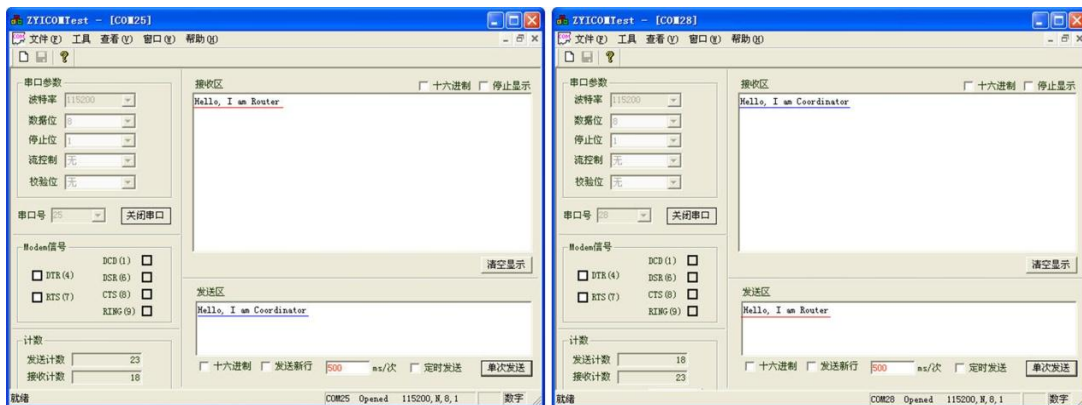 ZYICOMTest - [COM25]
文件(F) 工具 查看(V) 窗口(W) 帮助(H)
串口参数
波特率 115200
数据位 8
停止位 1
流控制 无
校验位 无
串口号 25 关闭串口
Modem信号
DCD(1)
DTR(4) DSR(6)
RTS(7) CTS(8)
RING(9)
计数
发送计数 23
接收计数 18
接收区 十六进制 停止显示
Hello, I am Router
清空显示
发送区
Hello, I am Coordinator
十六进制 发送新行 500 ms/次 定时发送 单次发送
就绪 COM25 Opened 115200,N,8,1 数字
ZYICOMTest - [COM28]
文件(F) 工具 查看(V) 窗口(W) 帮助(H)
串口参数
波特率 115200
数据位 8
停止位 1
流控制 无
校验位 无
串口号 28 关闭串口
Modem信号
DCD(1)
DTR(4) DSR(6)
RTS(7) CTS(8)
RING(9)
计数
发送计数 18
接收计数 23
接收区 十六进制 停止显示
Hello, I am Coordinator
清空显示
发送区
Hello, I am Router
十六进制 发送新行 500 ms/次 定时发送 单次发送
就绪 COM28 Opened 115200,N,8,1 数字